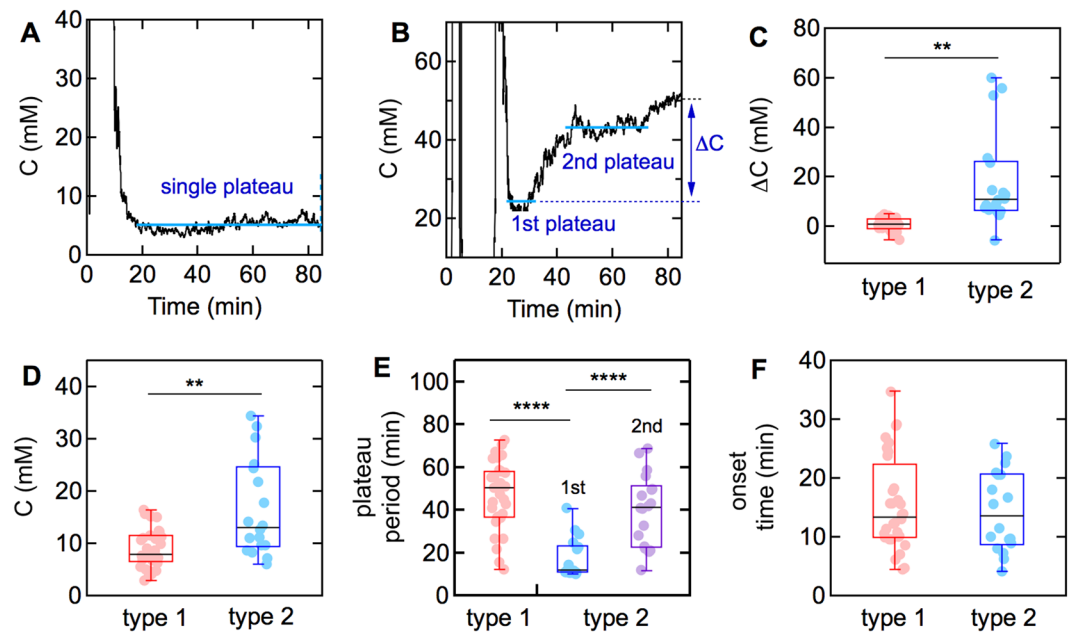 A
C (mM)
40
30
20
10
0
single plateau
0 20 40 60 80
Time (min)
B
C (mM)
60
40
20
2nd plateau
1st plateau
ΔC
0 20 40 60 80
Time (min)
C
ΔC (mM)
80
60
40
20
0
**
type 1 type 2
D
C (mM)
40
30
20
10
0
**
type 1 type 2
E
plateau
period (min)
100
80
60
40
20
0
****
****
1st
2nd
type 1 type 2
F
onset
time (min)
40
30
20
10
0
type 1 type 2